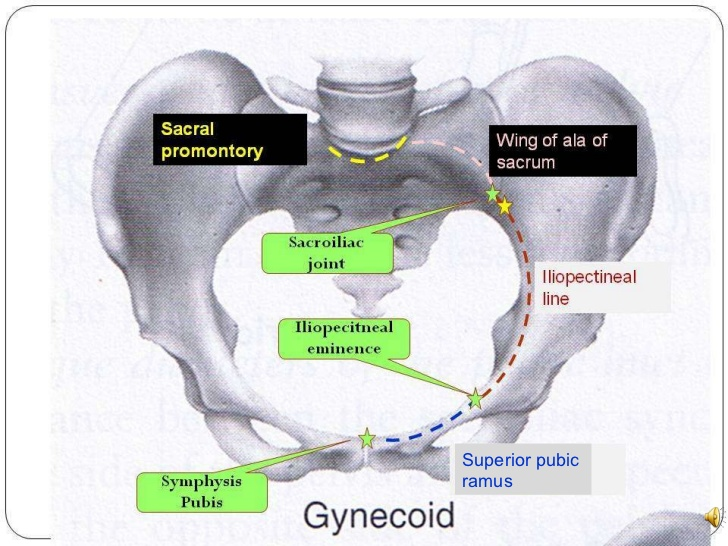 Sacral
promontory
Wing of ala of
sacrum
Sacroiliac
joint
Iliopectineal
line
Iliopecitneal
eminence
Superior pubic
ramus
Symphysis
Pubis
Gynecoid